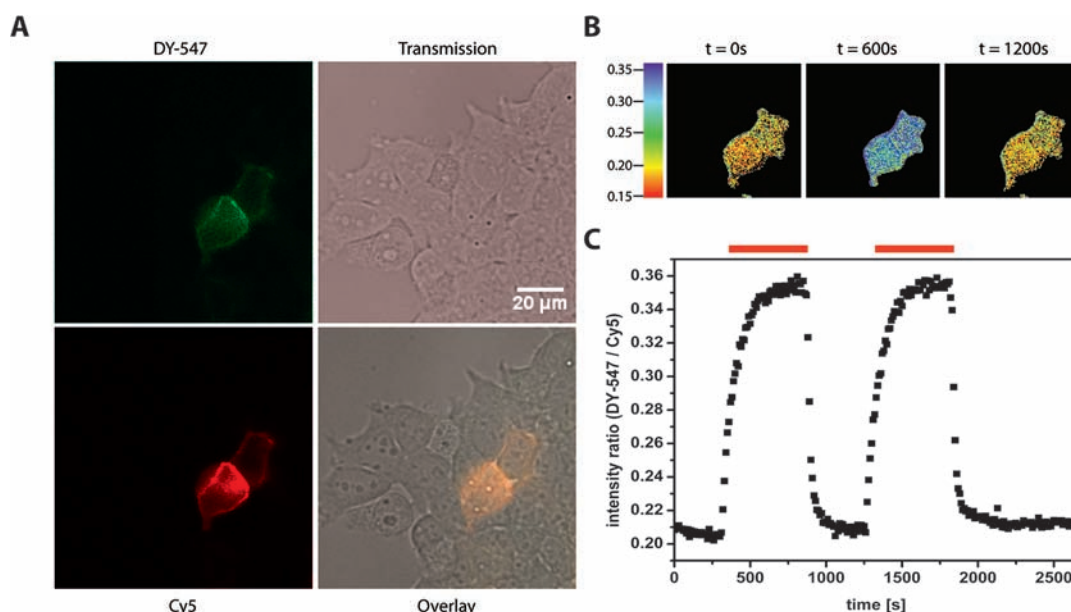 A
DY-547
Transmission
20 µm
Cy5
Overlay
B
t = 0s
t = 600s
t = 1200s
0.35
0.30
0.25
0.20
0.15
C
intensity ratio (DY-547 / Cy5)
0.36
0.34
0.32
0.30
0.28
0.26
0.24
0.22
0.20
0 500 1000 1500 2000 2500
time [s]